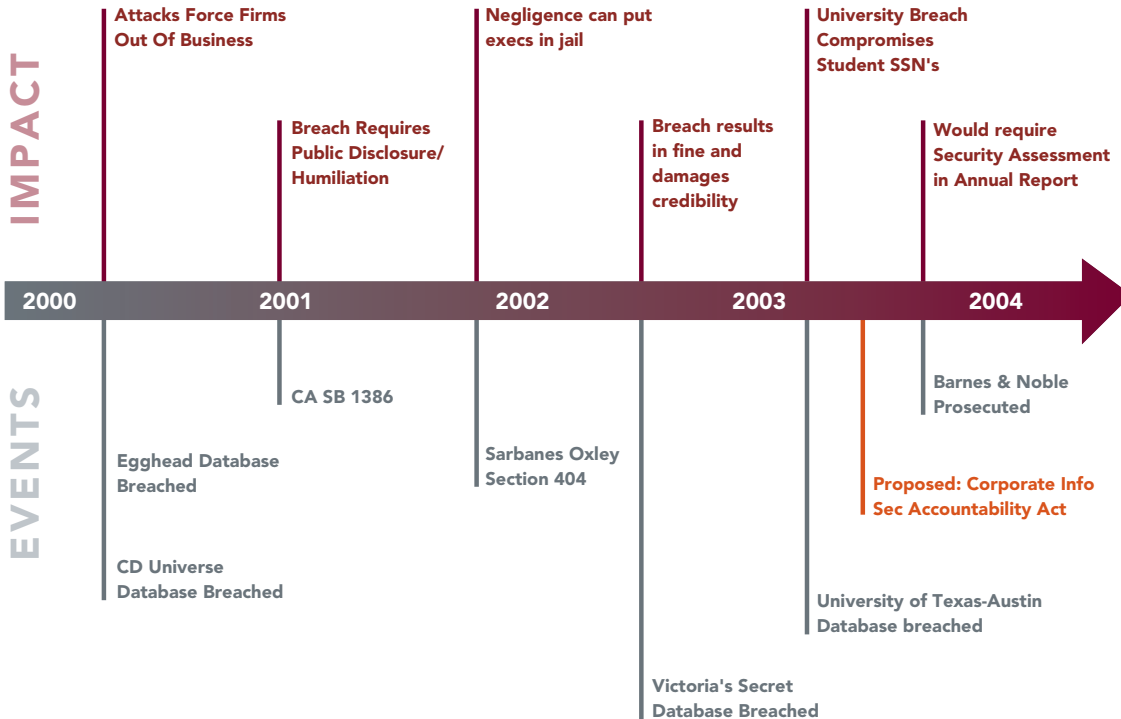 IMPACT
Attacks Force Firms
Out Of Business
Breach Requires
Public Disclosure/
Humiliation
Negligence can put
execs in jail
Breach results
in fine and
damages
credibility
University Breach
Compromises
Student SSN's
Would require
Security Assessment
in Annual Report
2000
2001
2002
2003
2004
EVENTS
Egghead Database
Breached
CD Universe
Database Breached
CA SB 1386
Sarbanes Oxley
Section 404
Victoria's Secret
Database Breached
University of Texas-Austin
Database breached
Proposed: Corporate Info
Sec Accountability Act
Barnes & Noble
Prosecuted